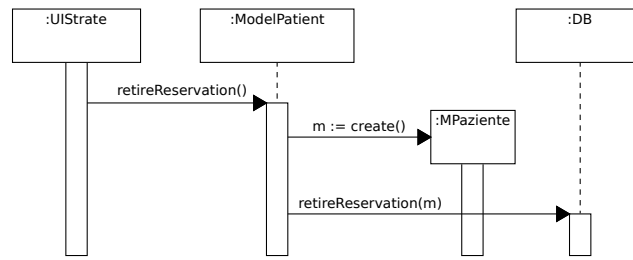 :UIStrate
:ModelPatient
:DB
retireReservation()
m := create()
:MPaziente
retireReservation(m)